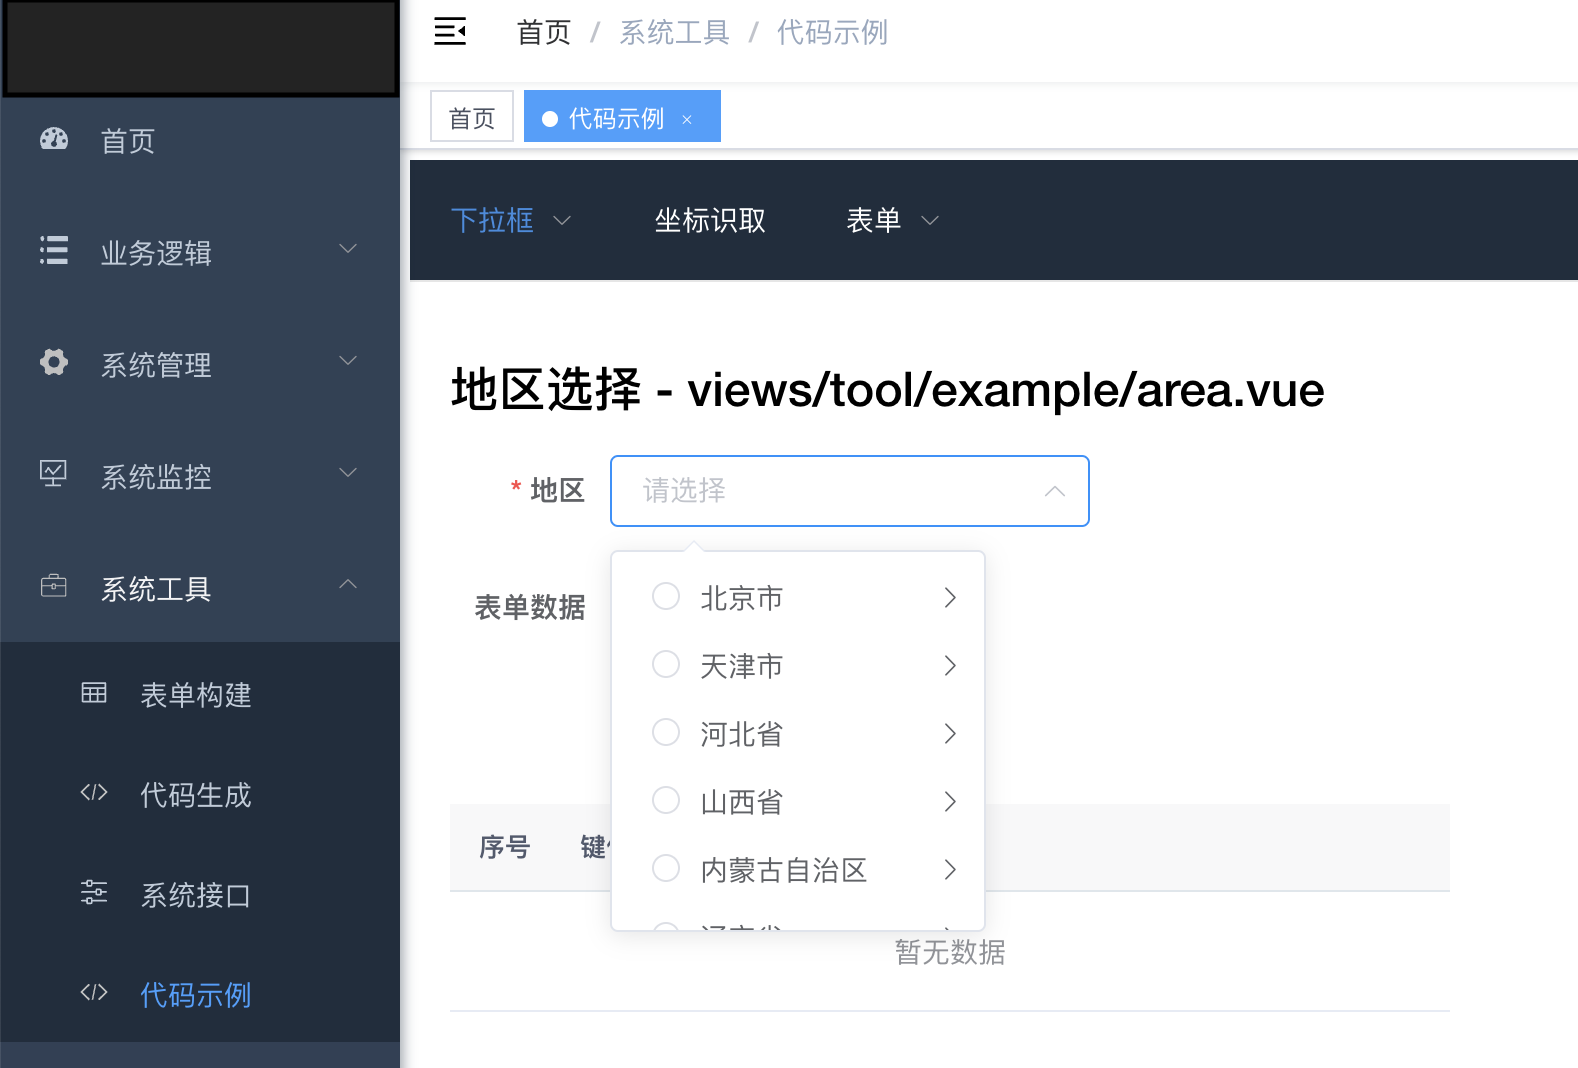 首页 / 系统工具 / 代码示例
首页
代码示例 ×
首页
业务逻辑
系统管理
系统监控
系统工具
表单构建
代码生成
系统接口
代码示例
下拉框
坐标识取
表单
地区选择 - views/tool/example/area.vue
* 地区
请选择
北京市
天津市
河北省
山西省
内蒙古自治区
表单数据
序号
键
暂无数据